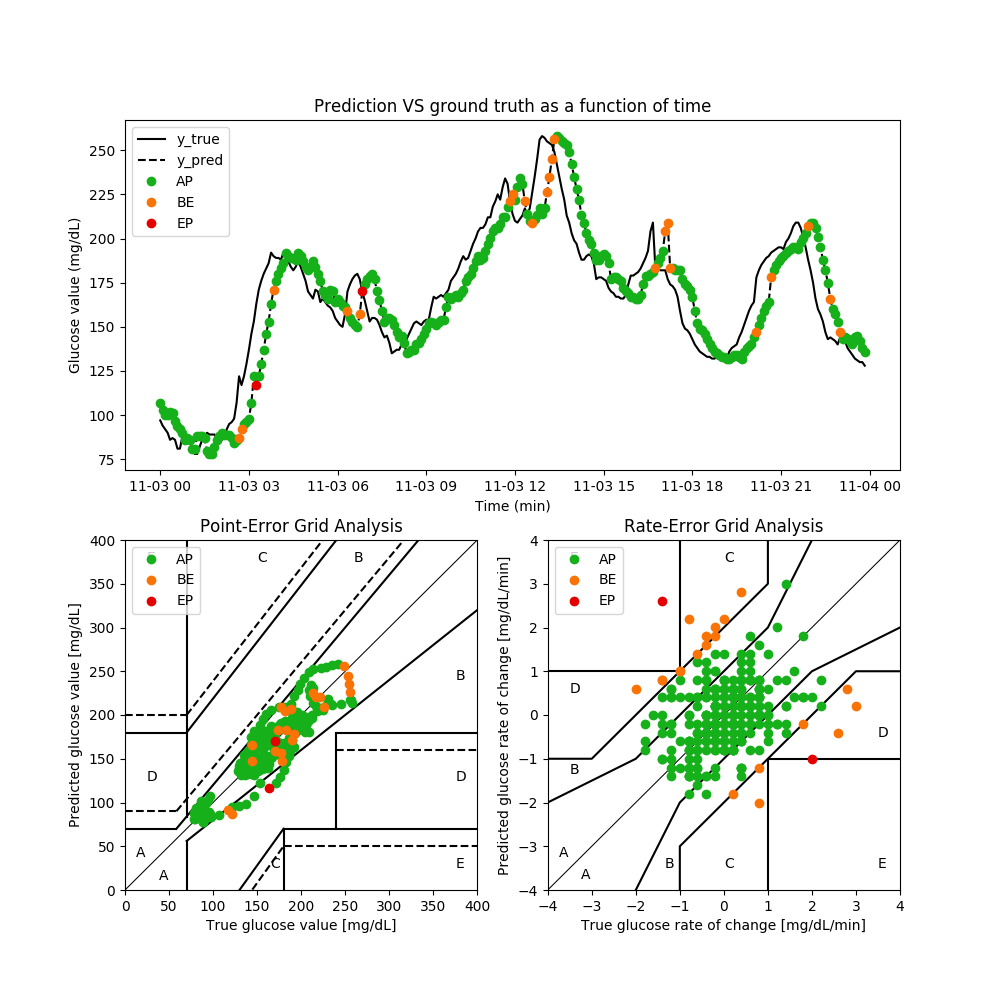 Prediction VS ground truth as a function of time
Glucose value (mg/dL)
250
225
200
175
150
125
100
75
y_true
y_pred
AP
BE
EP
11-03 00 11-03 03 11-03 06 11-03 09 11-03 12 11-03 15 11-03 18 11-03 21 11-04 00
Time (min)
Point-Error Grid Analysis
Predicted glucose value [mg/dL]
400
350
300
250
200
150
100
50
0
AP
BE
EP
C
B
B
D
D
A
A
C
E
0 50 100 150 200 250 300 350 400
True glucose value [mg/dL]
Rate-Error Grid Analysis
Predicted glucose rate of change [mg/dL/min]
4
3
2
1
0
−1
−2
−3
−4
AP
BE
EP
C
D
D
B
A
A
B
C
E
−4 −3 −2 −1 0 1 2 3 4
True glucose rate of change [mg/dL/min]